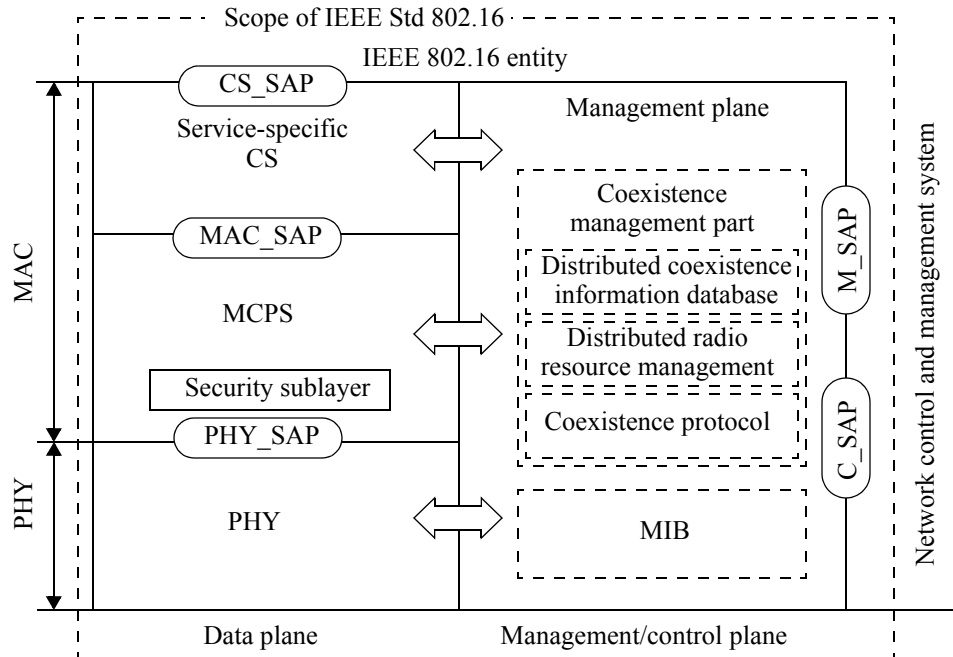 Scope of IEEE Std 802.16
IEEE 802.16 entity
CS_SAP
Service-specific
CS
MAC_SAP
MCPS
Security sublayer
PHY_SAP
PHY
Data plane
MAC
PHY
Management plane
Coexistence
management part
Distributed coexistence
information database
Distributed radio
resource management
Coexistence protocol
MIB
Management/control plane
M_SAP
C_SAP
Network control and management system